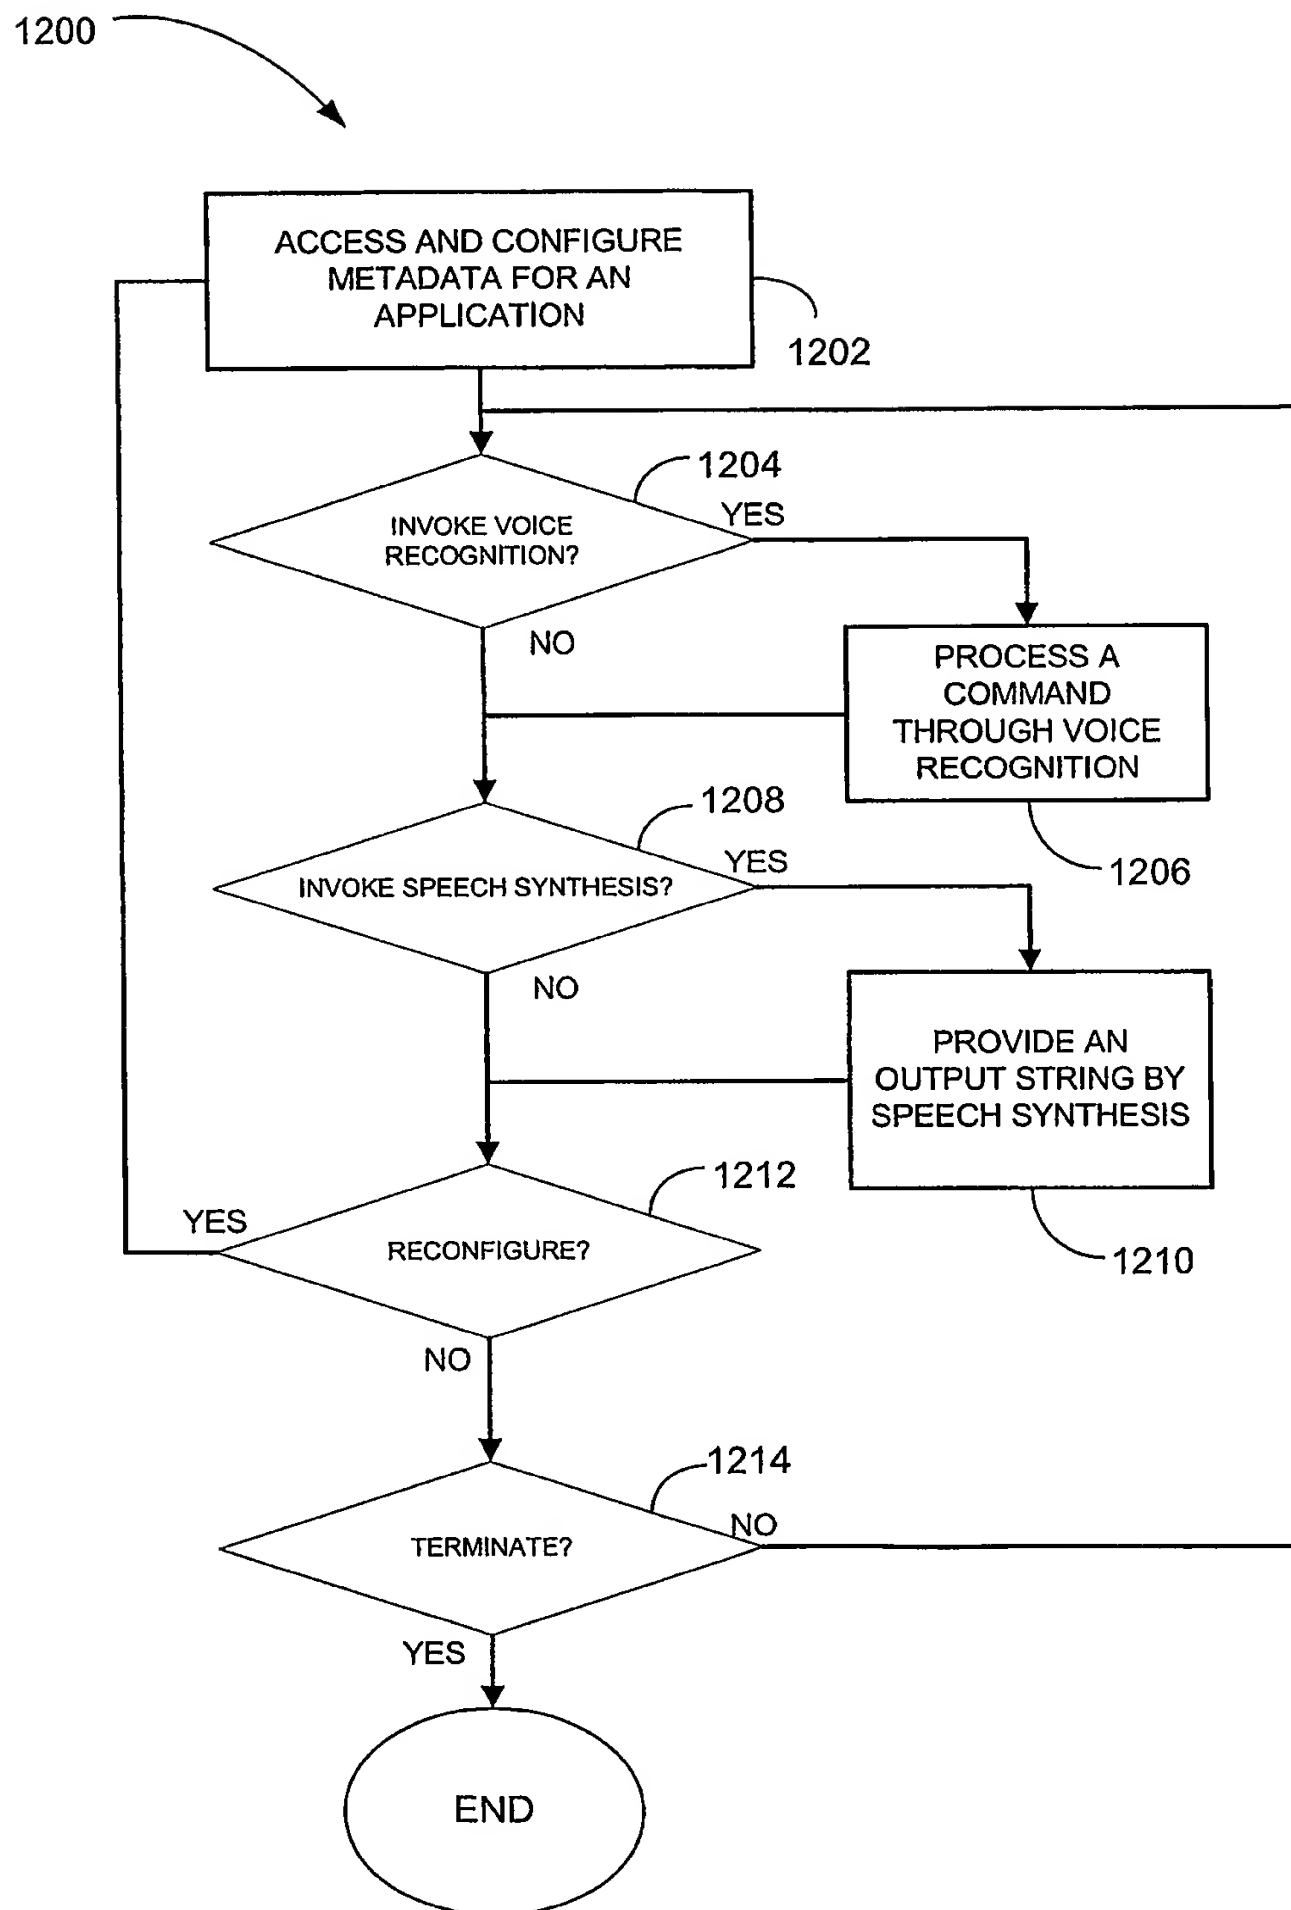 1200
ACCESS AND CONFIGURE
METADATA FOR AN
APPLICATION
1202
1204
YES
INVOKE VOICE
RECOGNITION?
NO
PROCESS A
COMMAND
THROUGH VOICE
RECOGNITION
1206
1208
YES
INVOKE SPEECH SYNTHESIS?
NO
PROVIDE AN
OUTPUT STRING BY
SPEECH SYNTHESIS
1210
1212
YES
RECONFIGURE?
NO
1214
NO
TERMINATE?
YES
END